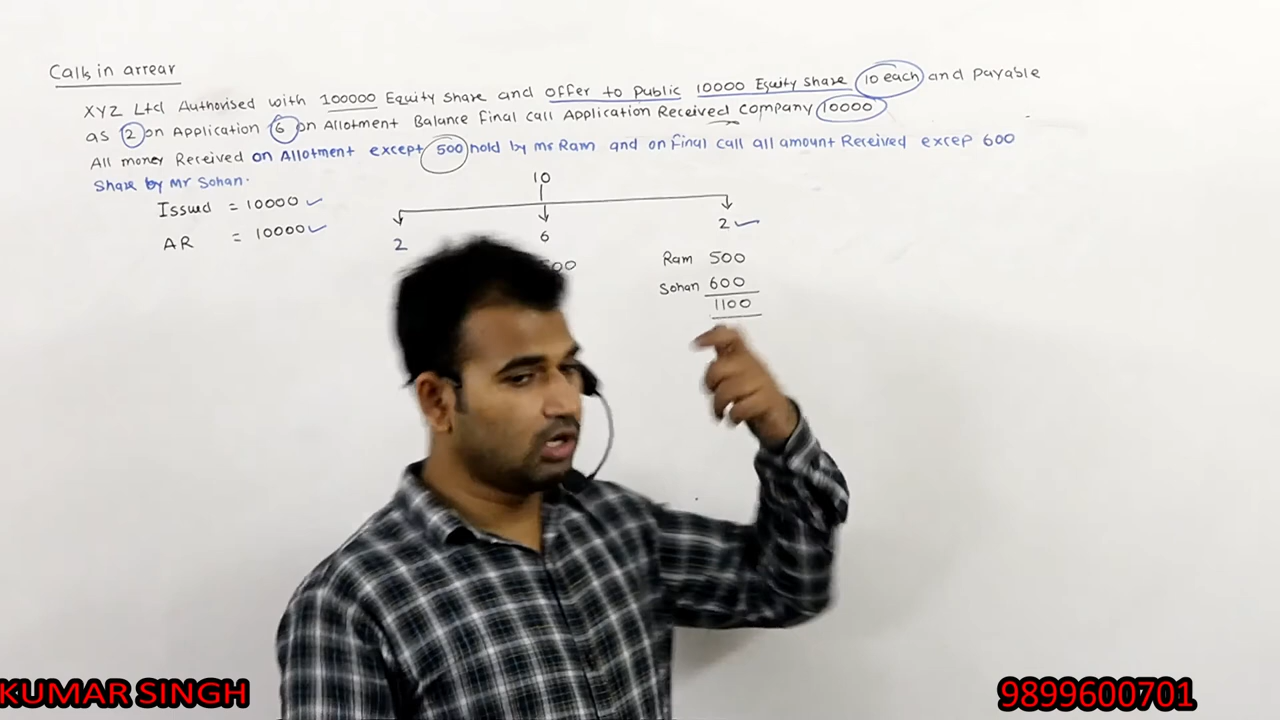 Calls in arrear
XYZ Ltd Authorised with 100000 Equity share and offer to public 10000 Equity share 10 each and payable
as 2 on Application 6 on Allotment Balance Final call Application Received company 10000
All money Received on Allotment except 500 hold by mr Ram and on Final call all amount Received excep 600
Share by Mr Sohan.
10
Issued = 10000
AR = 10000
2 6 2
00
Ram 500
Sohan 600
1100
KUMAR SINGH
9899600701